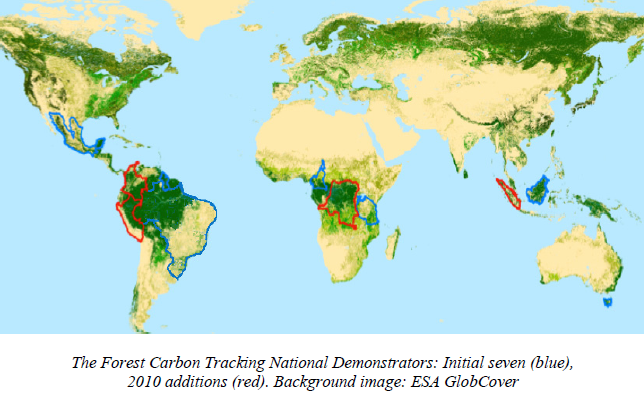 The Forest Carbon Tracking National Demonstrators: Initial seven (blue),
2010 additions (red). Background image: ESA GlobCover